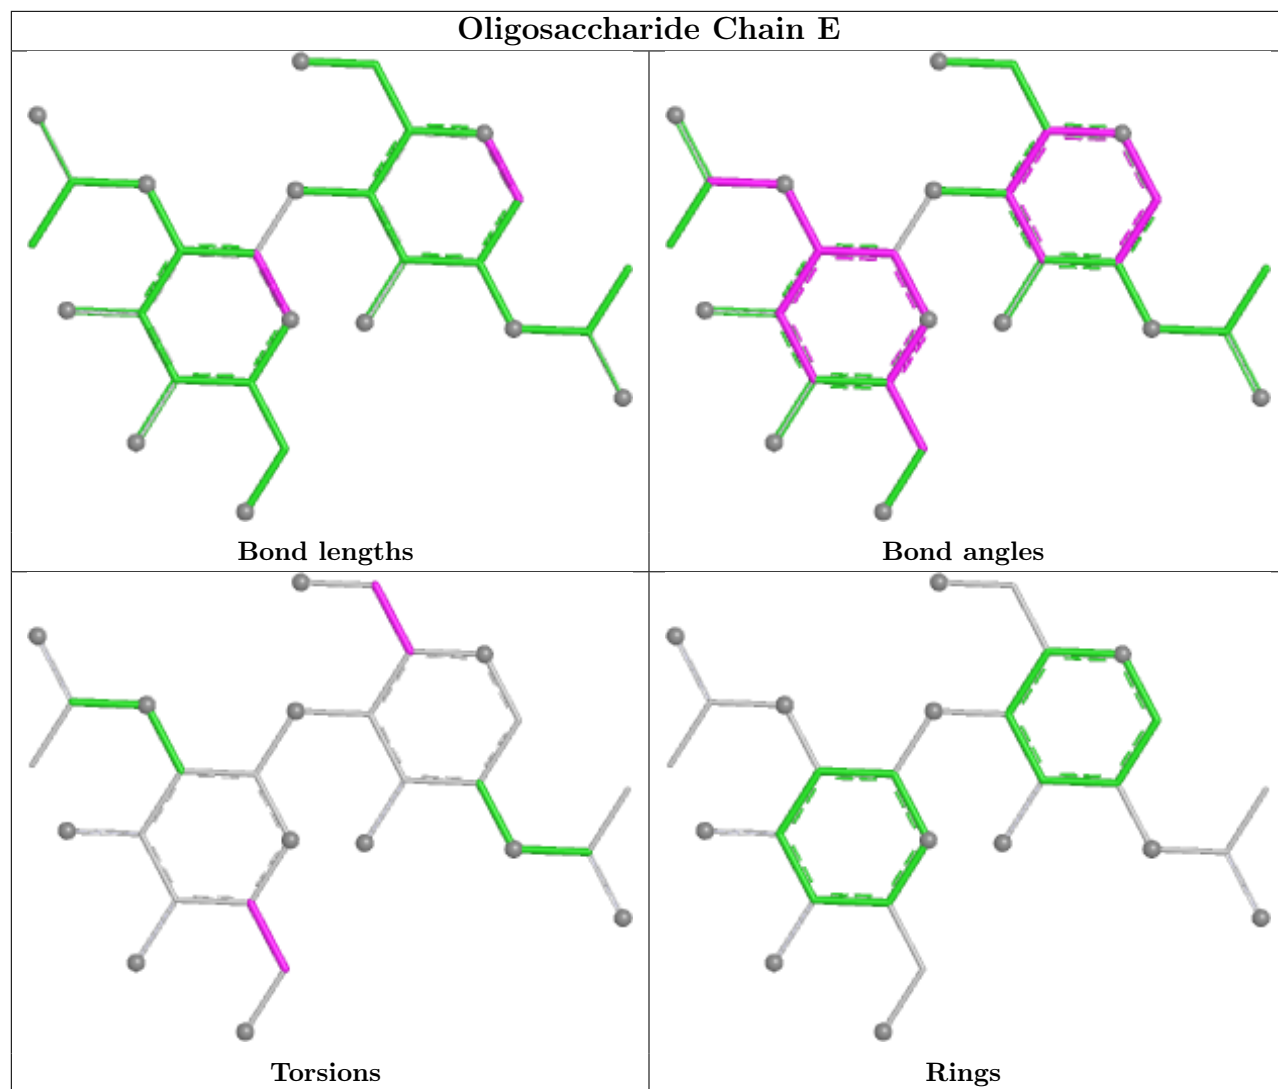 Oligosaccharide Chain E
Bond lengths
Bond angles
Torsions
Rings